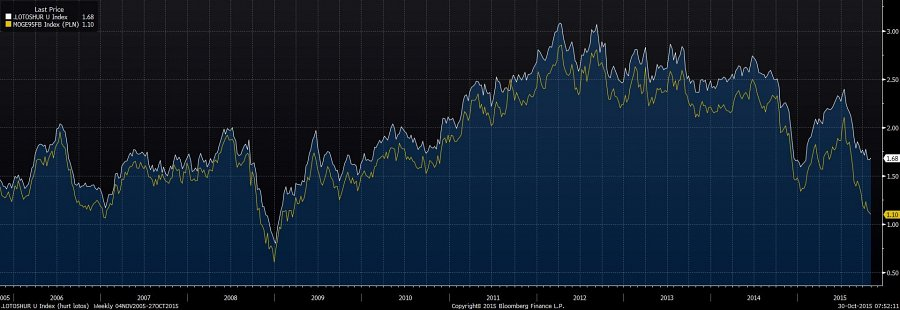 Last Price
.LOTOSHUR U Index 1.68
MOGE95FB Index (PLN) 1.10
3.00
2.50
2.00
1.68
1.50
1.10
1.00
0.50
005 2006 2007 2008 2009 2010 2011 2012 2013 2014 2015
.LOTOSHUR U Index (hurt lotos) Weekly 04NOV2005-27OCT2015 Copyright© 2015 Bloomberg Finance L.P. 30-Oct-2015 07:52:11